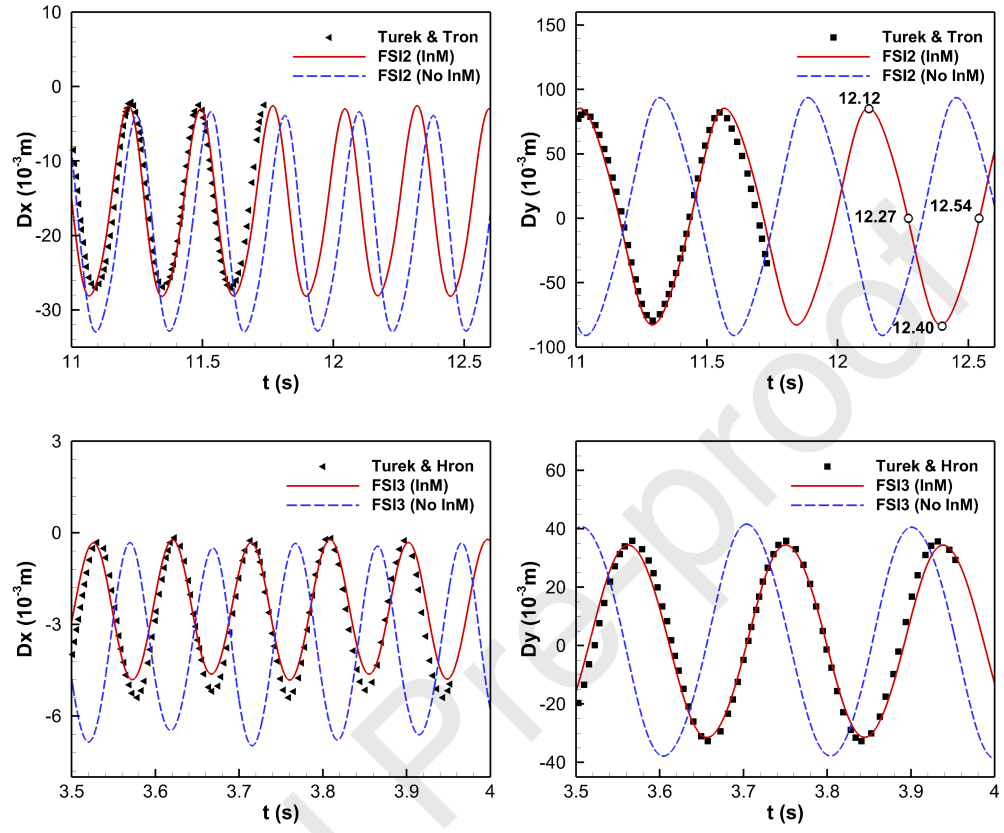 10
0
-10
-20
-30
Dx (10⁻³m)
11
11.5
12
12.5
t (s)
Turek & Tron
FSI2 (InM)
FSI2 (No InM)
150
100
50
0
-50
-100
Dy (10⁻³m)
11
11.5
12
12.5
t (s)
Turek & Tron
FSI2 (InM)
FSI2 (No InM)
12.12
12.27
12.54
12.40
3
0
-3
-6
Dx (10⁻³m)
3.5
3.6
3.7
3.8
3.9
4
t (s)
Turek & Hron
FSI3 (InM)
FSI3 (No InM)
60
40
20
0
-20
-40
Dy (10⁻³m)
3.5
3.6
3.7
3.8
3.9
4
t (s)
Turek & Hron
FSI3 (InM)
FSI3 (No InM)
Pre-proof